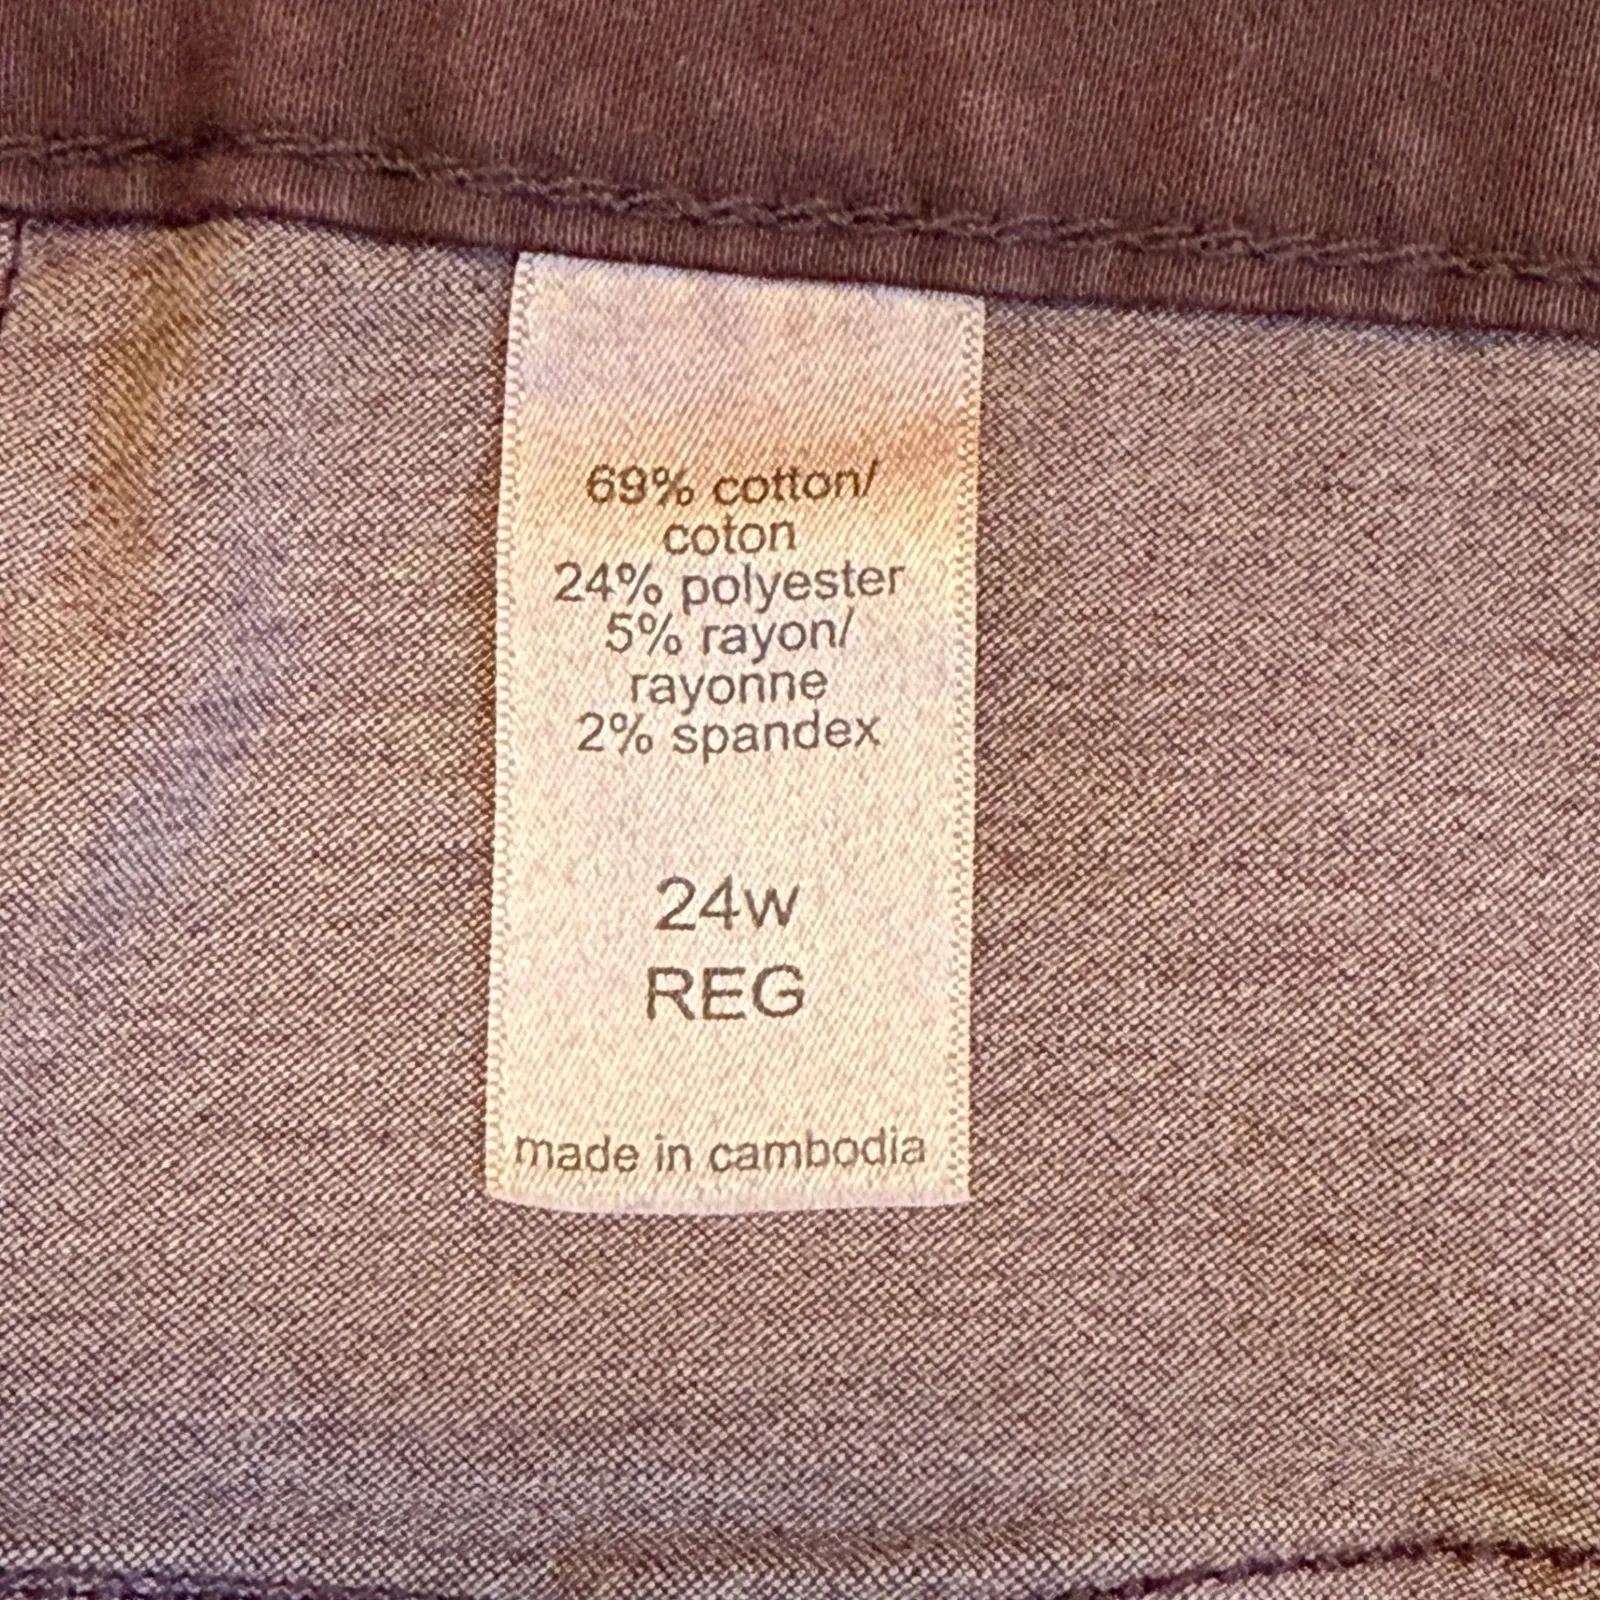 69% cotton/
coton
24% polyester
5% rayon/
rayonne
2% spandex
24w
REG
made in cambodia